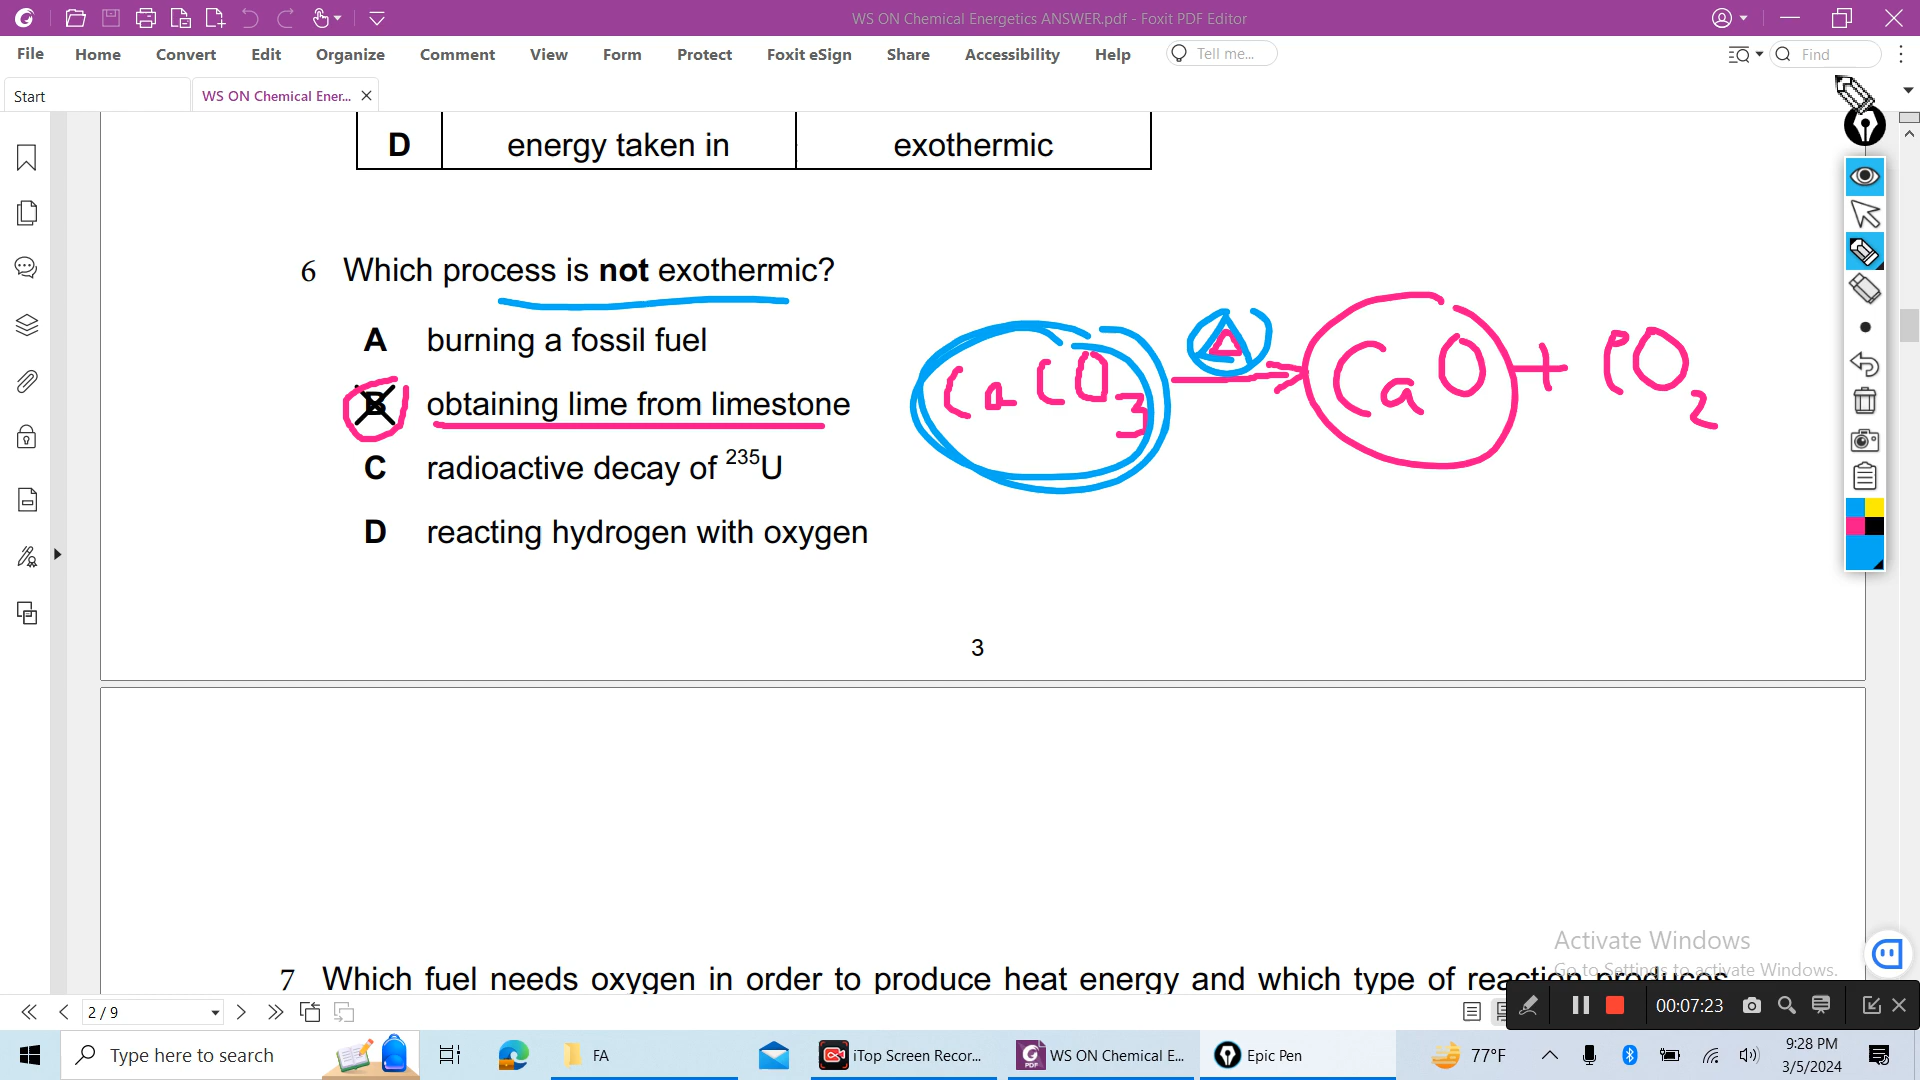 WS ON Chemical Energetics ANSWER.pdf - Foxit PDF Editor
File Home Convert Edit Organize Comment View Form Protect Foxit eSign Share Accessibility Help Tell me... Find
Start WS ON Chemical Ener...
D energy taken in exothermic
6 Which process is not exothermic?
A burning a fossil fuel
B obtaining lime from limestone
CaCO3 Δ → CaO + CO2
C radioactive decay of 235U
D reacting hydrogen with oxygen
3
Activate Windows
Go to Settings to activate Windows.
7 Which fuel needs oxygen in order to produce heat energy and which type of reaction produces
2 / 9
00:07:23
Type here to search
FA
iTop Screen Recor...
WS ON Chemical E...
Epic Pen
77°F
9:28 PM
3/5/2024